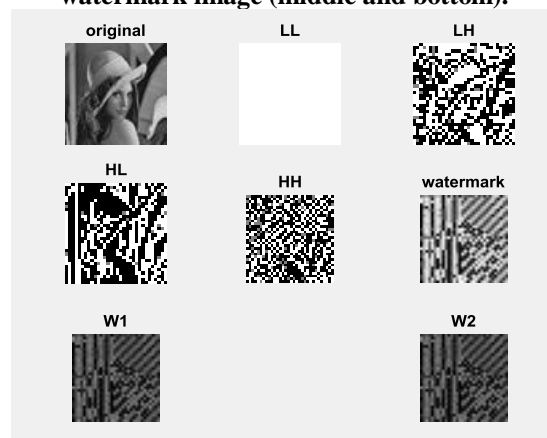 watermark image (middle and bottom).
original LL LH
HL HH watermark
W1 W2